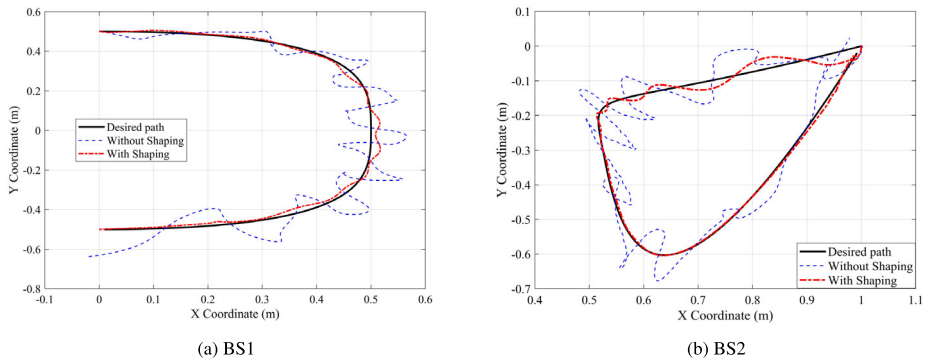 0.6
0.4
0.2
0
-0.2
-0.4
-0.6
-0.8
Y Coordinate (m)
Desired path
Without Shaping
With Shaping
-0.1 0 0.1 0.2 0.3 0.4 0.5 0.6
X Coordinate (m)
(a) BS1
0.1
0
-0.1
-0.2
-0.3
-0.4
-0.5
-0.6
-0.7
Y Coordinate (m)
Desired path
Without Shaping
With Shaping
0.4 0.5 0.6 0.7 0.8 0.9 1 1.1
X Coordinate (m)
(b) BS2